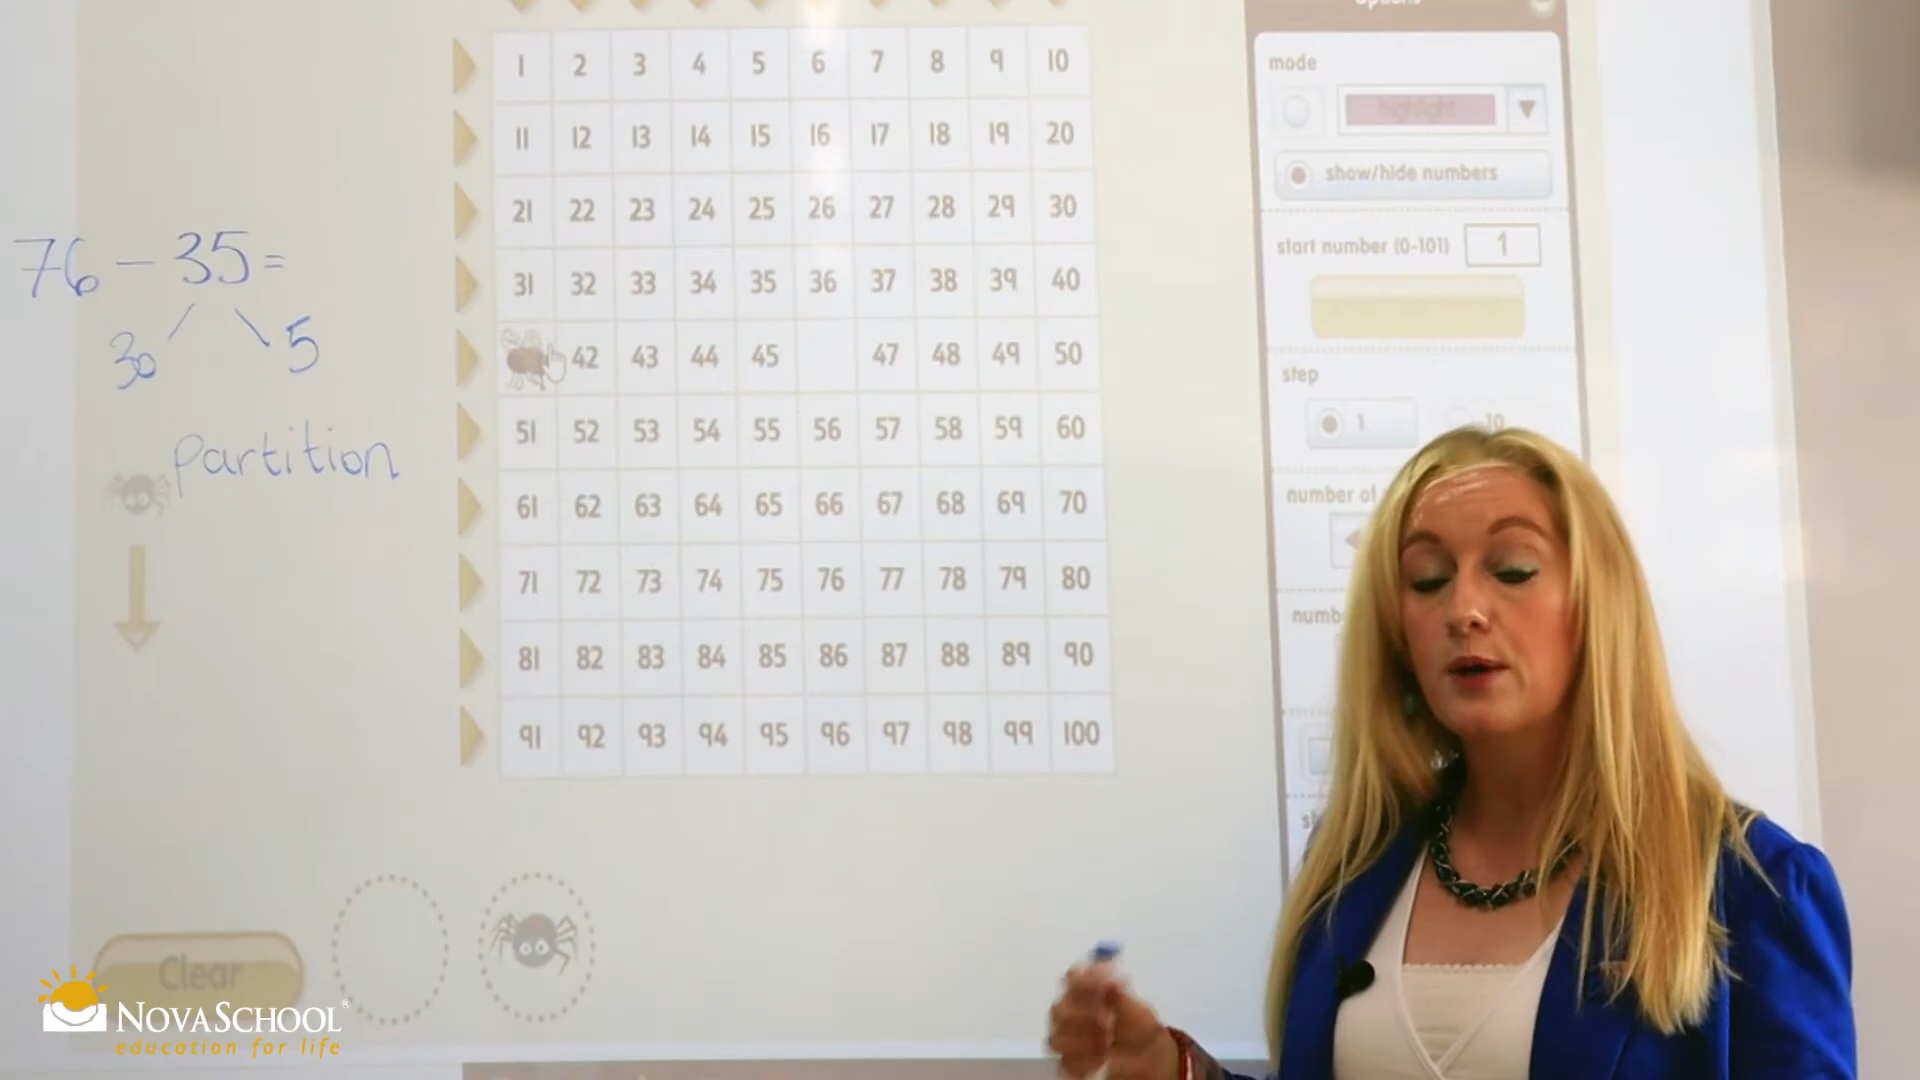 mode
show/hide numbers
start number (0-101) 1
step
1 10
number of
numb
76 - 35 =
30 5
partition
1 2 3 4 5 6 7 8 9 10
11 12 13 14 15 16 17 18 19 20
21 22 23 24 25 26 27 28 29 30
31 32 33 34 35 36 37 38 39 40
42 43 44 45 47 48 49 50
51 52 53 54 55 56 57 58 59 60
61 62 63 64 65 66 67 68 69 70
71 72 73 74 75 76 77 78 79 80
81 82 83 84 85 86 87 88 89 90
91 92 93 94 95 96 97 98 99 100
Clear
NOVASCHOOL®
education for life